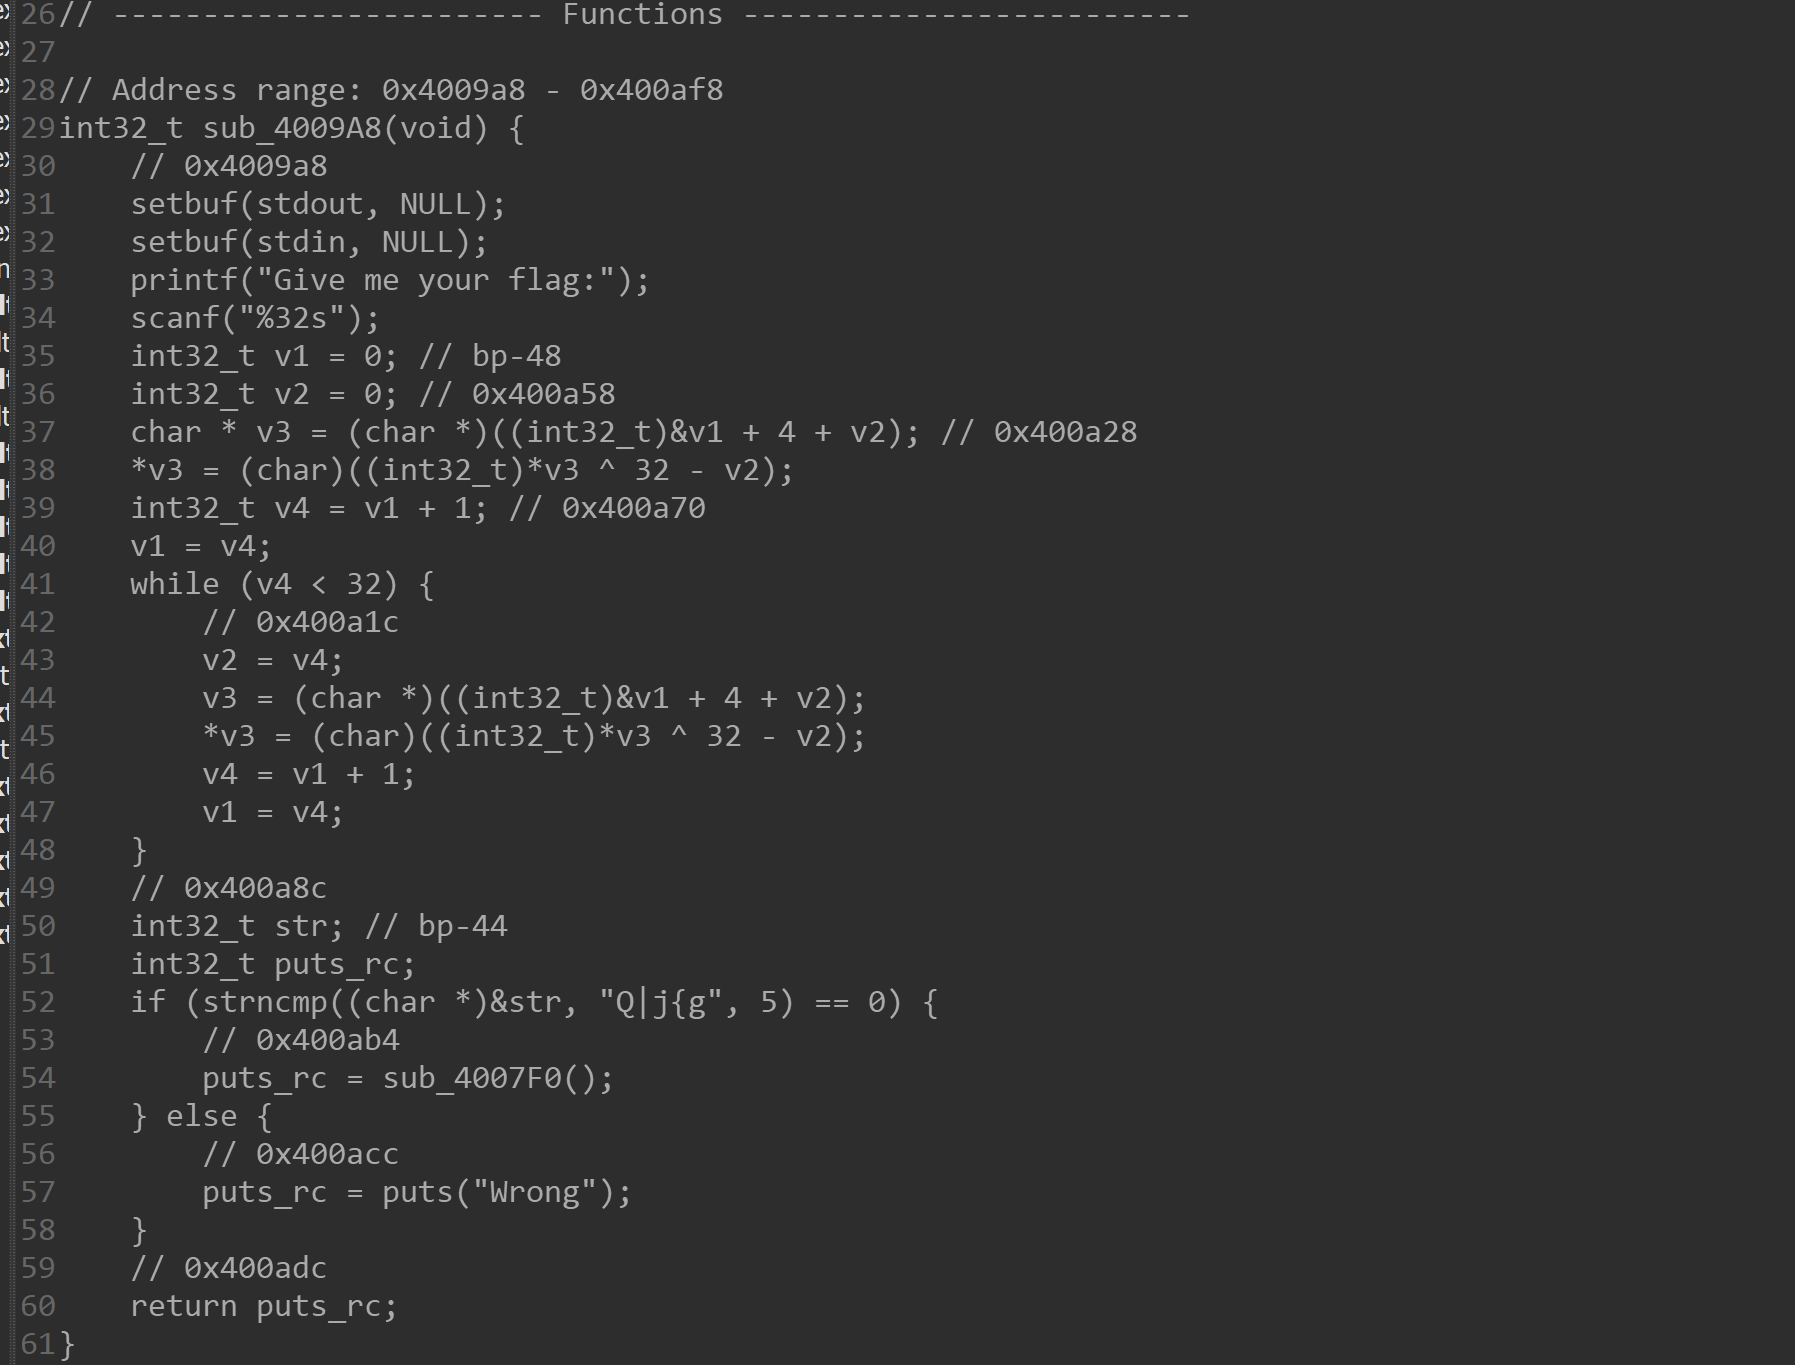 26// ------------------------ Functions -------------------------
27
28// Address range: 0x4009a8 - 0x400af8
29int32_t sub_4009A8(void) {
30    // 0x4009a8
31    setbuf(stdout, NULL);
32    setbuf(stdin, NULL);
33    printf("Give me your flag:");
34    scanf("%32s");
35    int32_t v1 = 0; // bp-48
36    int32_t v2 = 0; // 0x400a58
37    char * v3 = (char *)((int32_t)&v1 + 4 + v2); // 0x400a28
38    *v3 = (char)((int32_t)*v3 ^ 32 - v2);
39    int32_t v4 = v1 + 1; // 0x400a70
40    v1 = v4;
41    while (v4 < 32) {
42        // 0x400a1c
43        v2 = v4;
44        v3 = (char *)((int32_t)&v1 + 4 + v2);
45        *v3 = (char)((int32_t)*v3 ^ 32 - v2);
46        v4 = v1 + 1;
47        v1 = v4;
48    }
49    // 0x400a8c
50    int32_t str; // bp-44
51    int32_t puts_rc;
52    if (strncmp((char *)&str, "Q|j{g", 5) == 0) {
53        // 0x400ab4
54        puts_rc = sub_4007F0();
55    } else {
56        // 0x400acc
57        puts_rc = puts("Wrong");
58    }
59    // 0x400adc
60    return puts_rc;
61}